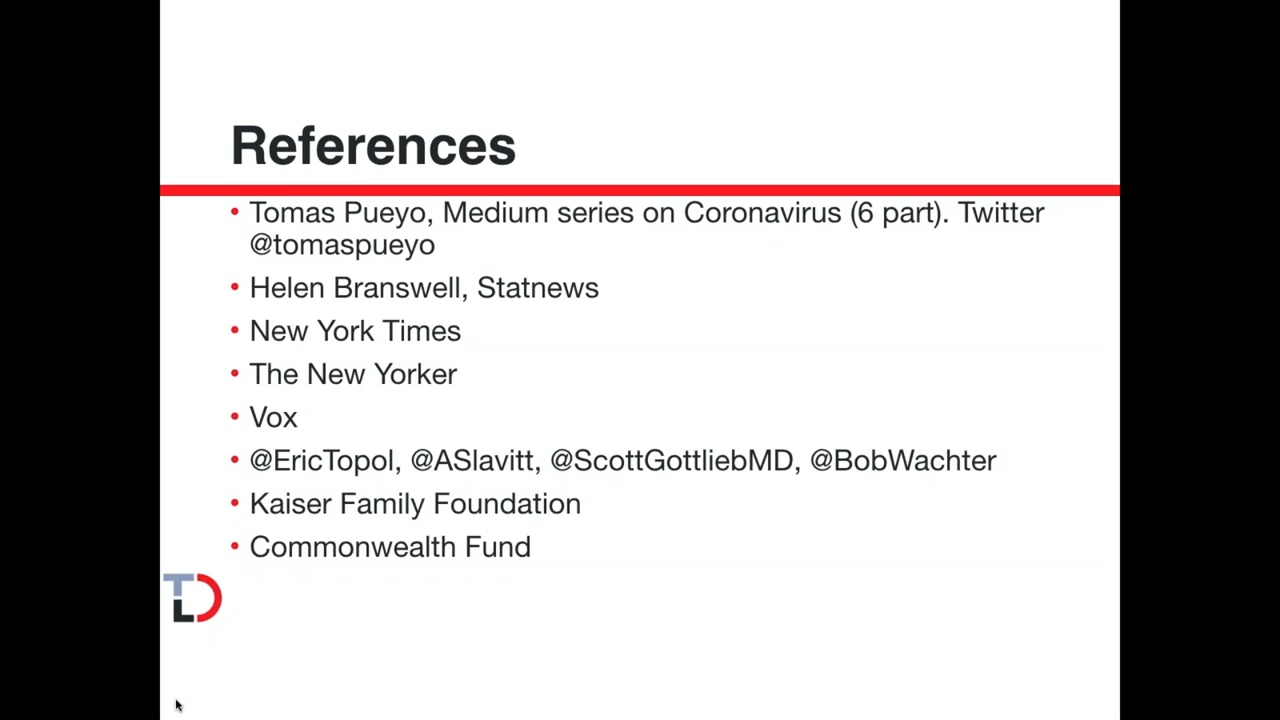 References
• Tomas Pueyo, Medium series on Coronavirus (6 part). Twitter
@tomaspueyo
• Helen Branswell, Statnews
• New York Times
• The New Yorker
• Vox
• @EricTopol, @ASlavitt, @ScottGottliebMD, @BobWachter
• Kaiser Family Foundation
• Commonwealth Fund
TLD